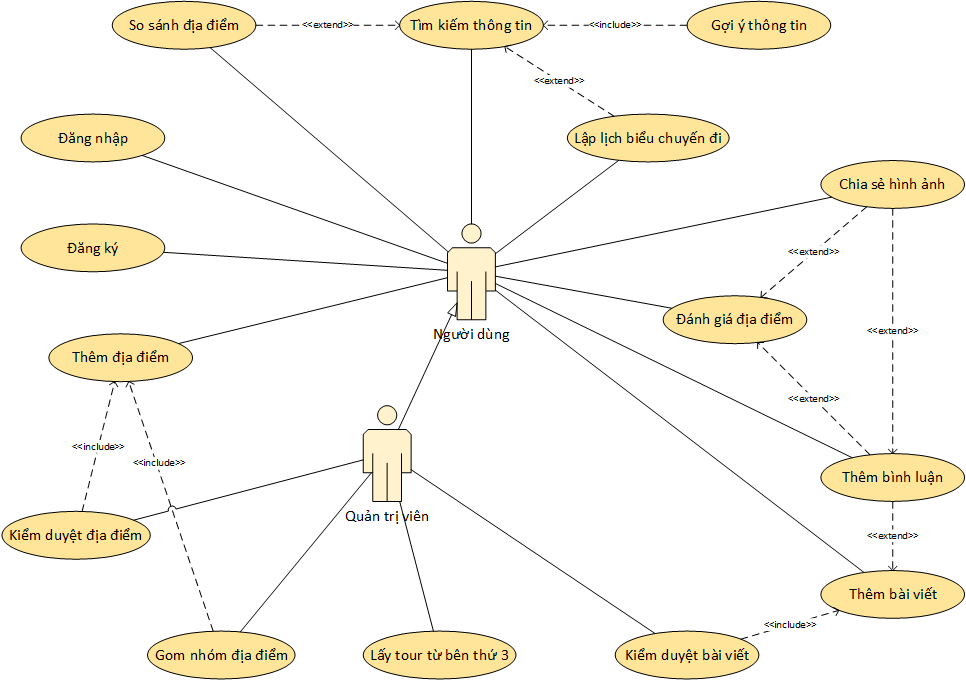 So sánh địa điểm
<<extend>>
Tìm kiếm thông tin
<<include>>
Gợi ý thông tin
<<extend>>
Đăng nhập
Lập lịch biểu chuyến đi
Chia sẻ hình ảnh
Đăng ký
<<extend>>
Đánh giá địa điểm
<<extend>>
Người dùng
Thêm địa điểm
<<extend>>
<<include>>
<<include>>
Thêm bình luận
Quản trị viên
Kiểm duyệt địa điểm
<<extend>>
Thêm bài viết
<<include>>
Gom nhóm địa điểm
Lấy tour từ bên thứ 3
Kiểm duyệt bài viết